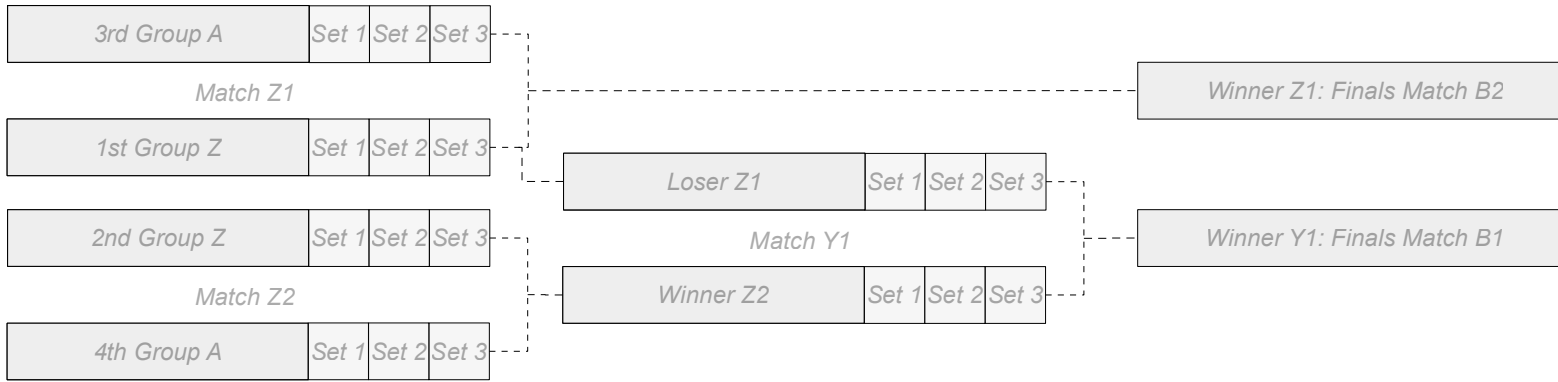 3rd Group A Set 1 Set 2 Set 3
Match Z1
Winner Z1: Finals Match B2
1st Group Z Set 1 Set 2 Set 3
Loser Z1 Set 1 Set 2 Set 3
2nd Group Z Set 1 Set 2 Set 3
Match Y1
Winner Y1: Finals Match B1
Match Z2
Winner Z2 Set 1 Set 2 Set 3
4th Group A Set 1 Set 2 Set 3